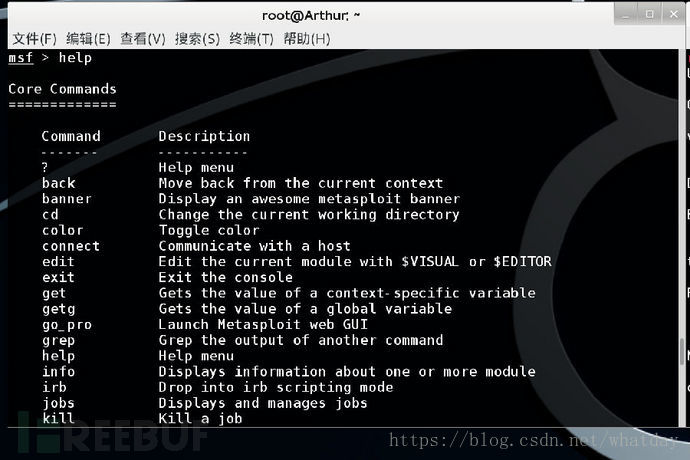 root@Arthur: ~
文件(F) 编辑(E) 查看(V) 搜索(S) 终端(T) 帮助(H)
msf > help
Core Commands
=============
Command Description
------- -----------
? Help menu
back Move back from the current context
banner Display an awesome metasploit banner
cd Change the current working directory
color Toggle color
connect Communicate with a host
edit Edit the current module with $VISUAL or $EDITOR
exit Exit the console
get Gets the value of a context-specific variable
getg Gets the value of a global variable
go_pro Launch Metasploit web GUI
grep Grep the output of another command
help Help menu
info Displays information about one or more module
irb Drop into irb scripting mode
jobs Displays and manages jobs
kill Kill a job
REEBUF
https://blog.csdn.net/whatday